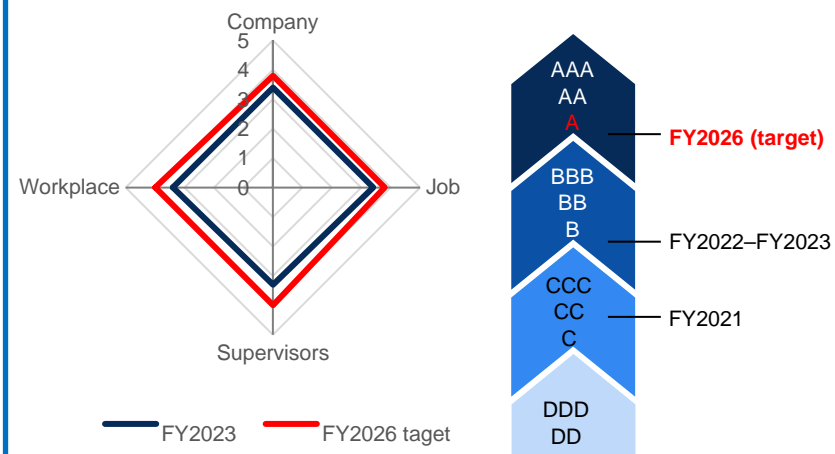 Company
5
4
3
2
1
0
Workplace
Job
Supervisors
FY2023
FY2026 taget
AAA
AA
A
FY2026 (target)
BBB
BB
B
FY2022–FY2023
CCC
CC
C
FY2021
DDD
DD